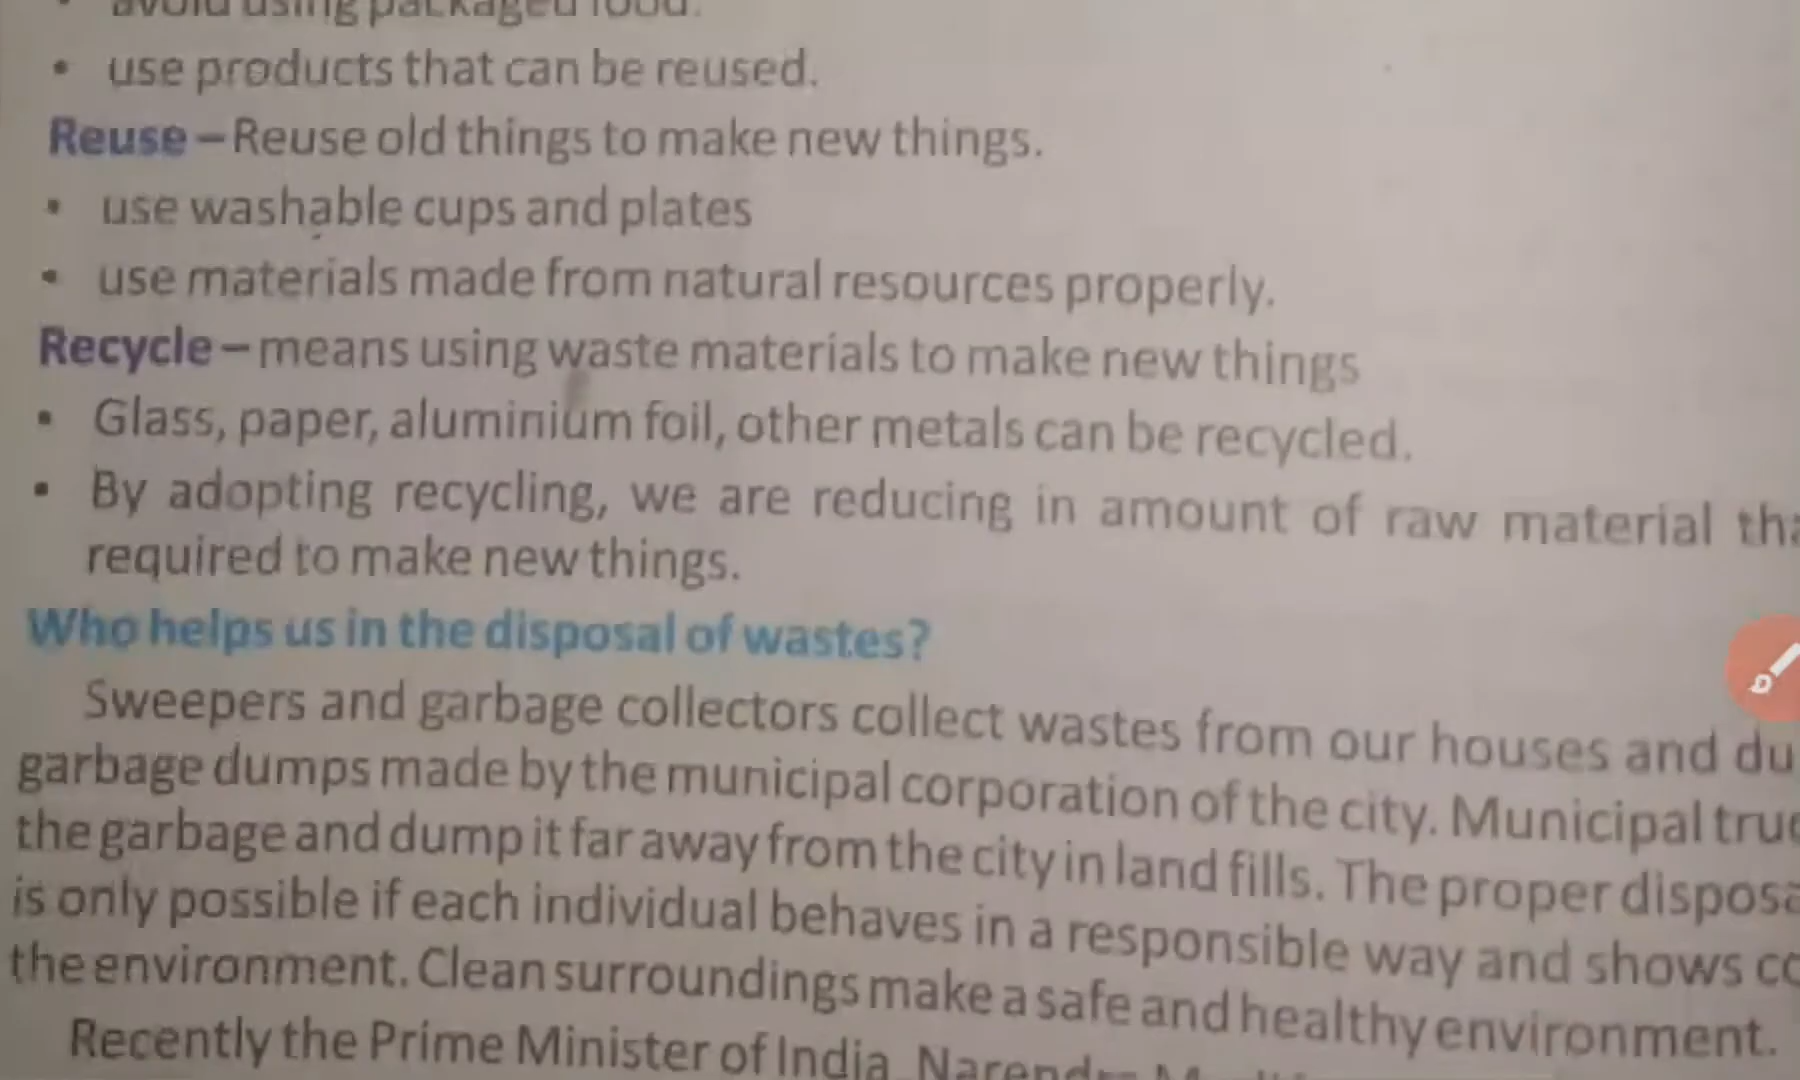 avoid using packaged food.
• use products that can be reused.
Reuse – Reuse old things to make new things.
• use washable cups and plates
• use materials made from natural resources properly.
Recycle – means using waste materials to make new things
• Glass, paper, aluminium foil, other metals can be recycled.
• By adopting recycling, we are reducing in amount of raw material
required to make new things.
Who helps us in the disposal of wastes?
Sweepers and garbage collectors collect wastes from our houses and
garbage dumps made by the municipal corporation of the city. Municipal
the garbage and dump it far away from the city in land fills. The proper
is only possible if each individual behaves in a responsible way and shows
the environment. Clean surroundings make a safe and healthy environment.
Recently the Prime Minister of India Narendra